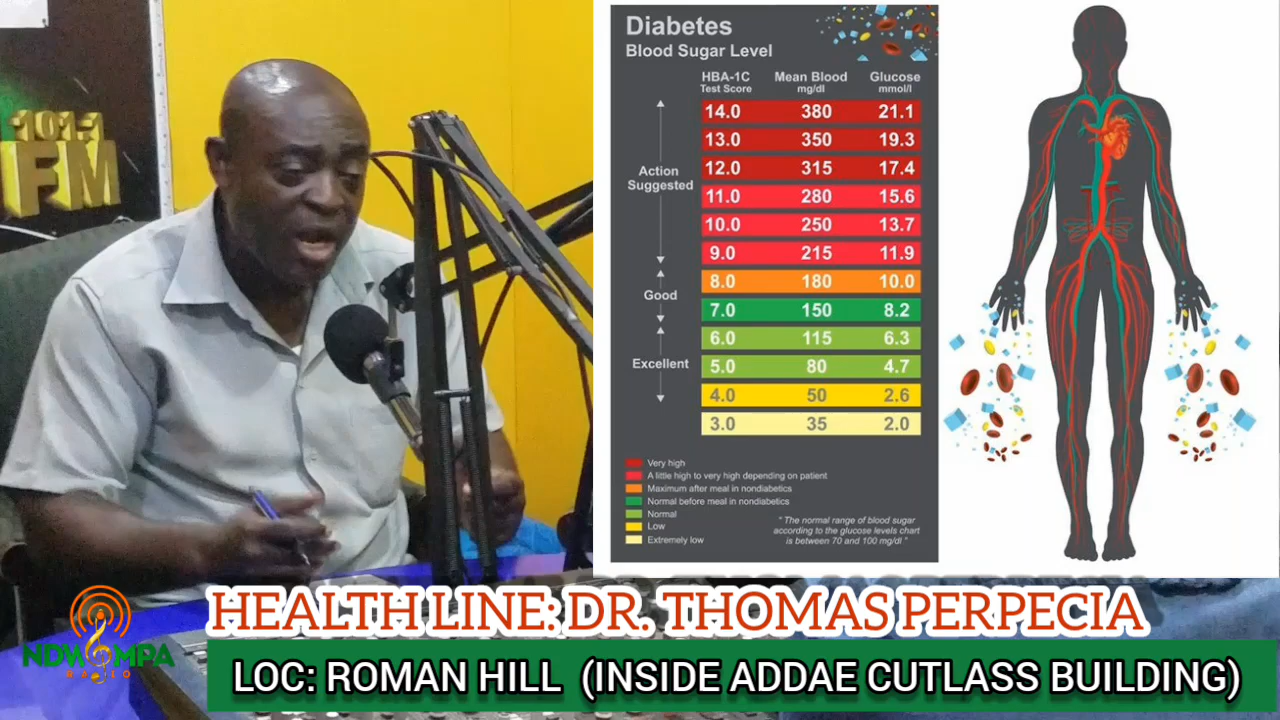 101.1
FM
Diabetes
Blood Sugar Level
HBA-1C Mean Blood Glucose
Test Score mg/dl mmol/l
14.0 380 21.1
13.0 350 19.3
12.0 315 17.4
Action
Suggested
11.0 280 15.6
10.0 250 13.7
9.0 215 11.9
8.0 180 10.0
Good
7.0 150 8.2
6.0 115 6.3
Excellent
5.0 80 4.7
4.0 50 2.6
3.0 35 2.0
Very high
A little high to very high depending on patient
Maximum after meal in nondiabetics
Normal before meal in nondiabetics
Normal
Low
Extremely low
" The normal range of blood sugar
according to the glucose levels chart
is between 70 and 100 mg/dl "
HEALTH LINE: DR. THOMAS PERPECIA
NDWOMPA
RADIO
LOC: ROMAN HILL (INSIDE ADDAE CUTLASS BUILDING)